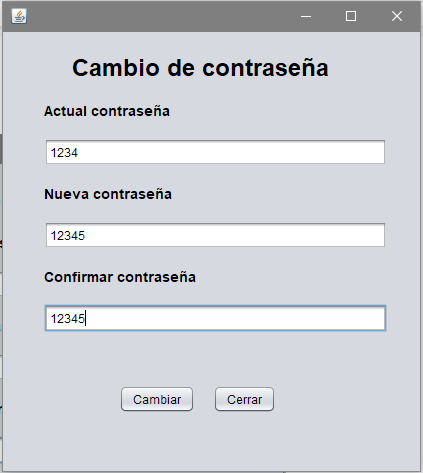 Cambio de contraseña
Actual contraseña
1234
Nueva contraseña
12345
Confirmar contraseña
12345
Cambiar Cerrar